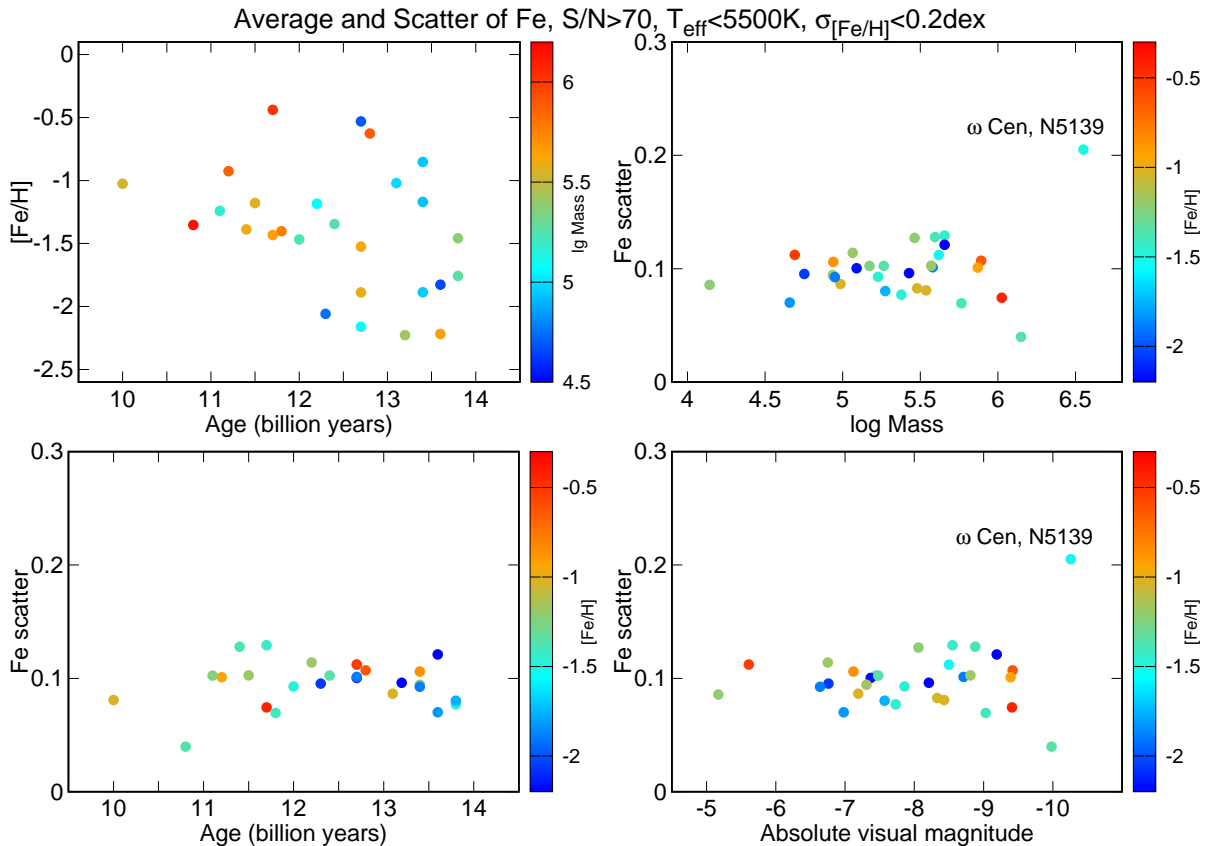 Average and Scatter of Fe, S/N>70, T_eff<5500K, σ_[Fe/H]<0.2dex
0
-0.5
-1
-1.5
-2
-2.5
[Fe/H]
10 11 12 13 14
Age (billion years)
6
5.5
5
4.5
lg Mass
0.3
0.2
0.1
0
Fe scatter
ω Cen, N5139
4 4.5 5 5.5 6 6.5
log Mass
-0.5
-1
-1.5
-2
[Fe/H]
0.3
0.2
0.1
0
Fe scatter
10 11 12 13 14
Age (billion years)
-0.5
-1
-1.5
-2
[Fe/H]
0.3
0.2
0.1
0
Fe scatter
ω Cen, N5139
-5 -6 -7 -8 -9 -10
Absolute visual magnitude
-0.5
-1
-1.5
-2
[Fe/H]